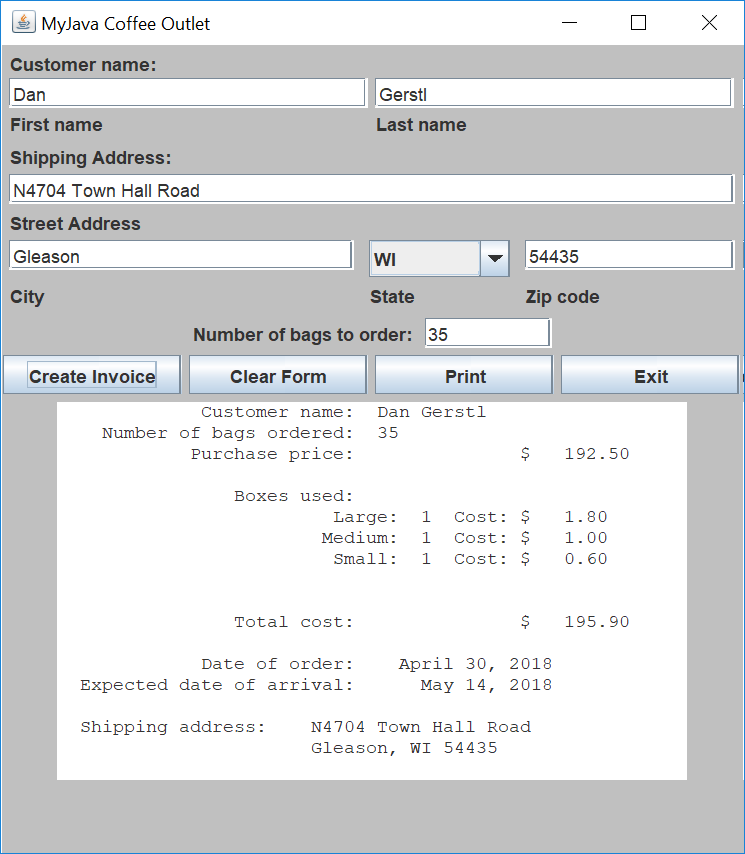 MyJava Coffee Outlet
Customer name:
Dan Gerstl
First name Last name
Shipping Address:
N4704 Town Hall Road
Street Address
Gleason WI 54435
City State Zip code
Number of bags to order: 35
Create Invoice Clear Form Print Exit
Customer name: Dan Gerstl
Number of bags ordered: 35
Purchase price: $ 192.50
Boxes used:
Large: 1 Cost: $ 1.80
Medium: 1 Cost: $ 1.00
Small: 1 Cost: $ 0.60
Total cost: $ 195.90
Date of order: April 30, 2018
Expected date of arrival: May 14, 2018
Shipping address: N4704 Town Hall Road
Gleason, WI 54435